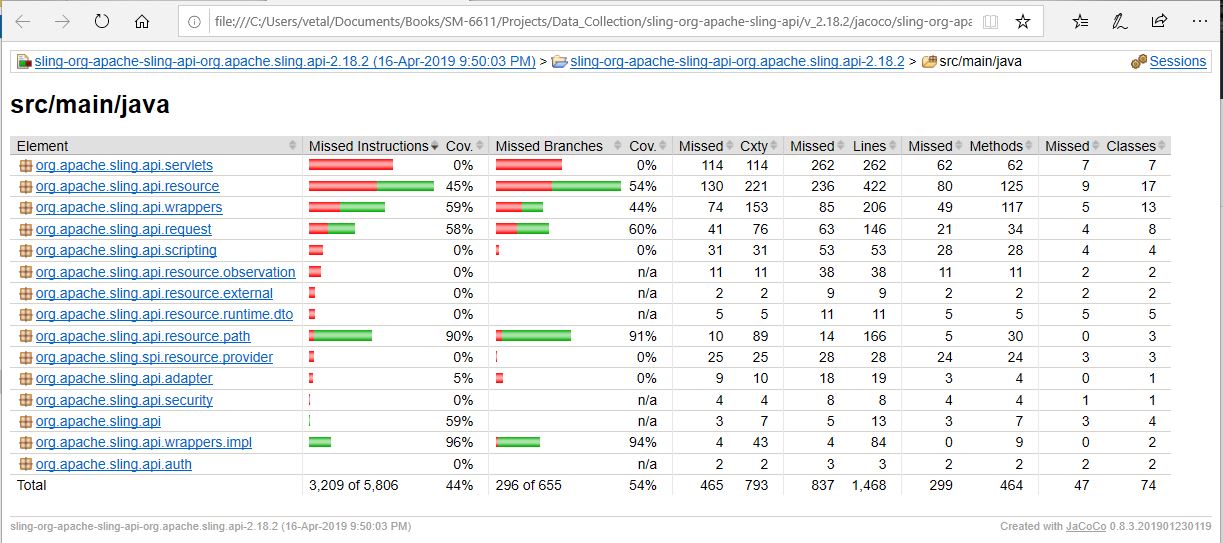 file:///C:/Users/vetal/Documents/Books/SM-6611/Projects/Data_Collection/sling-org-apache-sling-api/v_2.18.2/jacoco/sling-org-apa
sling-org-apache-sling-api-org.apache.sling.api-2.18.2 (16-Apr-2019 9:50:03 PM) > sling-org-apache-sling-api-org.apache.sling.api-2.18.2 > src/main/java Sessions
src/main/java
Element Missed Instructions Cov. Missed Branches Cov. Missed Cxty Missed Lines Missed Methods Missed Classes
org.apache.sling.api.servlets 0% 0% 114 114 262 262 62 62 7 7
org.apache.sling.api.resource 45% 54% 130 221 236 422 80 125 9 17
org.apache.sling.api.wrappers 59% 44% 74 153 85 206 49 117 5 13
org.apache.sling.api.request 58% 60% 41 76 63 146 21 34 4 8
org.apache.sling.api.scripting 0% 0% 31 31 53 53 28 28 4 4
org.apache.sling.api.resource.observation 0% n/a 11 11 38 38 11 11 2 2
org.apache.sling.api.resource.external 0% n/a 2 2 9 9 2 2 2 2
org.apache.sling.api.resource.runtime.dto 0% n/a 5 5 11 11 5 5 5 5
org.apache.sling.api.resource.path 90% 91% 10 89 14 166 5 30 0 3
org.apache.sling.spi.resource.provider 0% 0% 25 25 28 28 24 24 3 3
org.apache.sling.api.adapter 5% 0% 9 10 18 19 3 4 0 1
org.apache.sling.api.security 0% n/a 4 4 8 8 4 4 1 1
org.apache.sling.api 59% n/a 3 7 5 13 3 7 3 4
org.apache.sling.api.wrappers.impl 96% 94% 4 43 4 84 0 9 0 2
org.apache.sling.api.auth 0% n/a 2 2 3 3 2 2 2 2
Total 3,209 of 5,806 44% 296 of 655 54% 465 793 837 1,468 299 464 47 74
sling-org-apache-sling-api-org.apache.sling.api-2.18.2 (16-Apr-2019 9:50:03 PM) Created with JaCoCo 0.8.3.201901230119